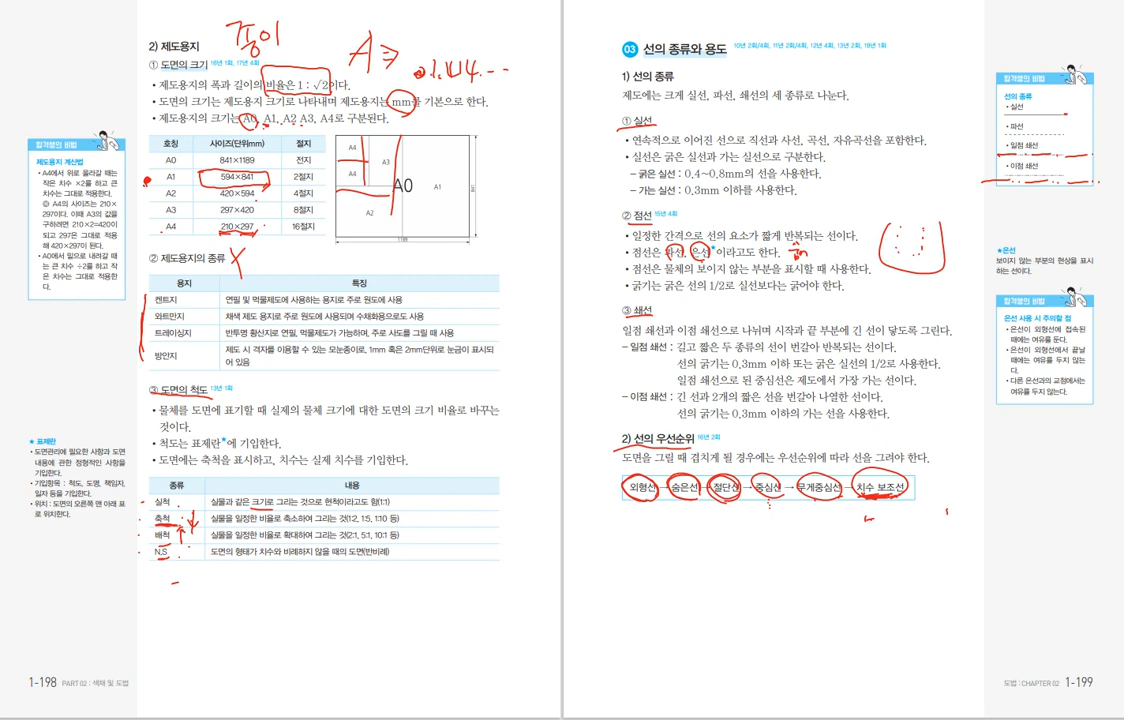 종이
A ⇒
1.414...
2) 제도용지
① 도면의 크기 16년 1회, 17년 4회
• 제도용지의 폭과 길이의 비율은 1 : √2이다.
• 도면의 크기는 제도용지 크기로 나타내며 제도용지는 mm를 기본으로 한다.
• 제도용지의 크기는 A0, A1, A2 A3, A4로 구분된다.
호칭 사이즈(단위mm) 절지
A0 841×1189 전지
A1 594×841 2절지
A2 420×594 4절지
A3 297×420 8절지
A4 210×297 16절지
A4
A3
A4
A0
A1
A2
841
1189
합격생의 비법
제도용지 계산법
• A4에서 위로 올라갈 때는
작은 치수 ×2를 하고 큰
치수는 그대로 적용한다.
◎ A4의 사이즈는 210×
297이다. 이때 A3의 값을
구하려면 210×2=420이
되고 297은 그대로 적용
해 420×297이 된다.
• A0에서 밑으로 내려갈 때
는 큰 치수 ÷2를 하고 작
은 치수는 그대로 적용한
다.
② 제도용지의 종류
용지 특징
켄트지 연필 및 먹물제도에 사용하는 용지로 주로 원도에 사용
와트만지 채색 제도 용지로 주로 원도에 사용되며 수채화용으로도 사용
트레이싱지 반투명 황산지로 연필, 먹물제도가 가능하며, 주로 사도를 그릴 때 사용
방안지 제도 시 격자를 이용할 수 있는 모눈종이로, 1mm 혹은 2mm단위로 눈금이 표시되
어 있음
③ 도면의 척도 13년 1회
• 물체를 도면에 표기할 때 실제의 물체 크기에 대한 도면의 크기 비율로 바꾸는
것이다.
• 척도는 표제란★에 기입한다.
• 도면에는 축척을 표시하고, 치수는 실제 치수를 기입한다.
★ 표제란
• 도면관리에 필요한 사항과 도면
내용에 관한 정형적인 사항을
기입한다.
• 기입항목 : 척도, 도명, 책임자,
일자 등을 기입한다.
• 위치 : 도면의 오른쪽 맨 아래 표
로 위치한다.
종류 내용
실척 실물과 같은 크기로 그리는 것으로 현척이라고도 함(1:1)
축척 실물을 일정한 비율로 축소하여 그리는 것(1:2, 1:5, 1:10 등)
배척 실물을 일정한 비율로 확대하여 그리는 것(2:1, 5:1, 10:1 등)
N.S 도면의 형태가 치수와 비례하지 않을 때의 도면(반비례)
1-198 PART 02 : 색채 및 도법
03 선의 종류와 용도 10년 2회/4회, 11년 2회/4회, 12년 4회, 13년 2회, 19년 1회
1) 선의 종류
제도에는 크게 실선, 파선, 쇄선의 세 종류로 나눈다.
① 실선
• 연속적으로 이어진 선으로 직선과 사선, 곡선, 자유곡선을 포함한다.
• 실선은 굵은 실선과 가는 실선으로 구분한다.
– 굵은 실선 : 0.4~0.8mm의 선을 사용한다.
– 가는 실선 : 0.3mm 이하를 사용한다.
② 점선 15년 4회
• 일정한 간격으로 선의 요소가 짧게 반복되는 선이다.
• 점선은 파선, 은선★이라고도 한다.
• 점선은 물체의 보이지 않는 부분을 표시할 때 사용한다.
• 굵기는 굵은 선의 1/2로 실선보다는 굵어야 한다.
③ 쇄선
일점 쇄선과 이점 쇄선으로 나뉘며 시작과 끝 부분에 긴 선이 닿도록 그린다.
– 일점 쇄선 : 길고 짧은 두 종류의 선이 번갈아 반복되는 선이다.
선의 굵기는 0.3mm 이하 또는 굵은 실선의 1/2로 사용한다.
일점 쇄선으로 된 중심선은 제도에서 가장 가는 선이다.
– 이점 쇄선 : 긴 선과 2개의 짧은 선을 번갈아 나열한 선이다.
선의 굵기는 0.3mm 이하의 가는 선을 사용한다.
2) 선의 우선순위 16년 2회
도면을 그릴 때 겹치게 될 경우에는 우선순위에 따라 선을 그려야 한다.
외형선 → 숨은선 → 절단선 → 중심선 → 무게중심선 → 치수 보조선
합격생의 비법
선의 종류
• 실선
• 파선
• 일점 쇄선
• 이점 쇄선
★은선
보이지 않는 부분의 형상을 표시
하는 선이다.
합격생의 비법
은선 사용 시 주의할 점
• 은선이 외형선에 접속된
때에는 여유를 둔다.
• 은선이 외형선에서 끝날
때에는 여유를 두지 않는
다.
• 다른 은선과의 교점에서는
여유를 두지 않는다.
도법 : CHAPTER 02 1-199